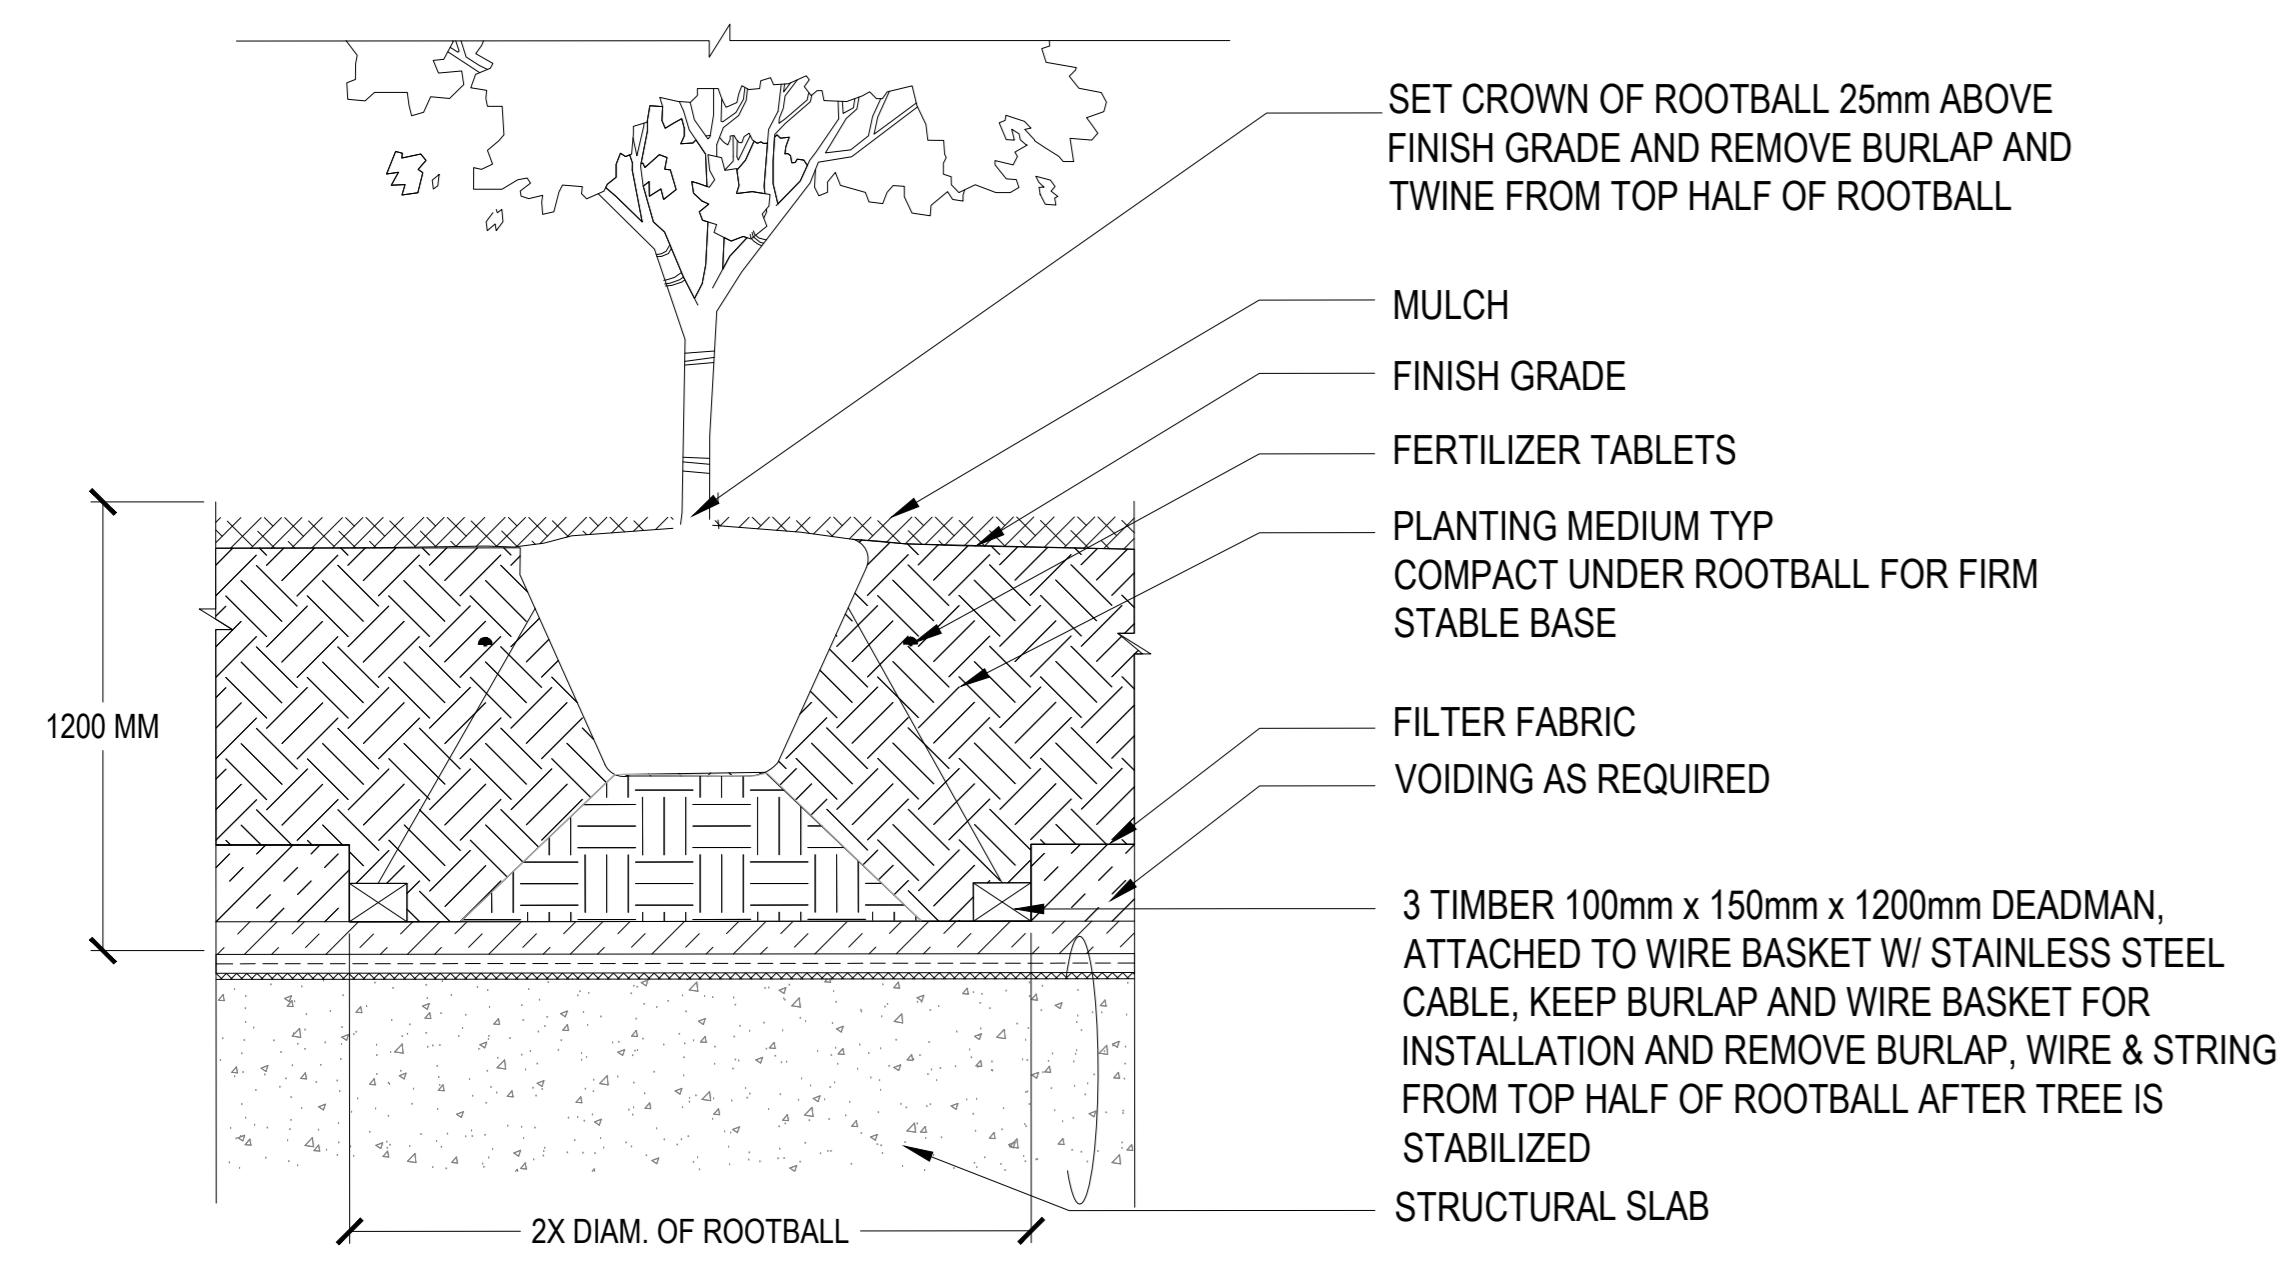 SET CROWN OF ROOTBALL 25mm ABOVE
FINISH GRADE AND REMOVE BURLAP AND
TWINE FROM TOP HALF OF ROOTBALL
MULCH
FINISH GRADE
FERTILIZER TABLETS
PLANTING MEDIUM TYP
COMPACT UNDER ROOTBALL FOR FIRM
STABLE BASE
1200 MM
FILTER FABRIC
VOIDING AS REQUIRED
3 TIMBER 100mm x 150mm x 1200mm DEADMAN,
ATTACHED TO WIRE BASKET W/ STAINLESS STEEL
CABLE, KEEP BURLAP AND WIRE BASKET FOR
INSTALLATION AND REMOVE BURLAP, WIRE & STRING
FROM TOP HALF OF ROOTBALL AFTER TREE IS
STABILIZED
STRUCTURAL SLAB
2X DIAM. OF ROOTBALL